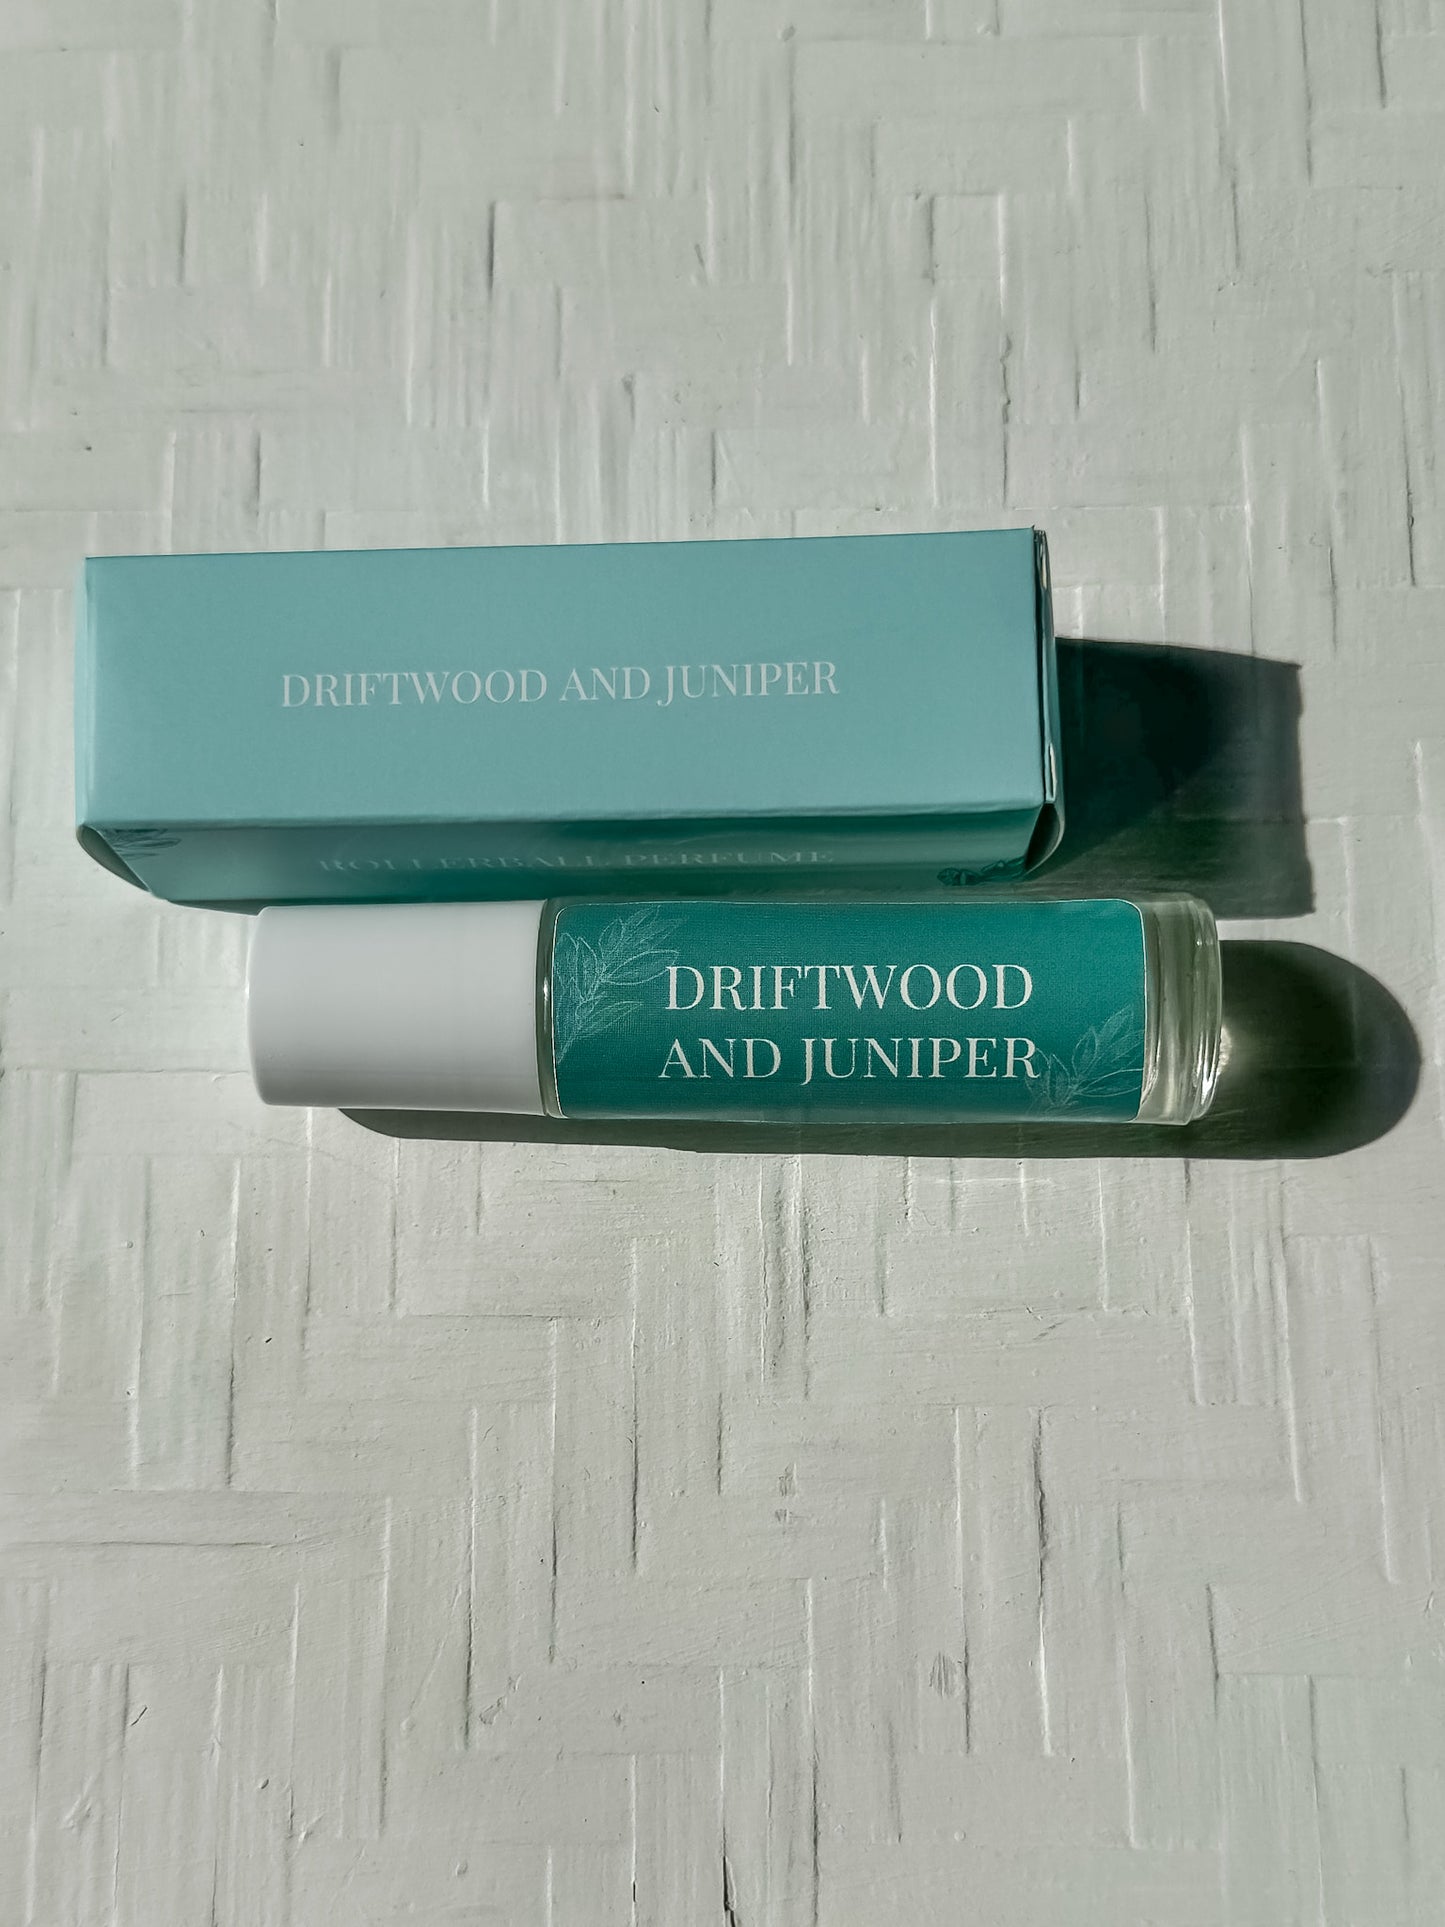 DRIFTWOOD AND JUNIPER
ROLLERBALL PERFUME
DRIFTWOOD
AND JUNIPER